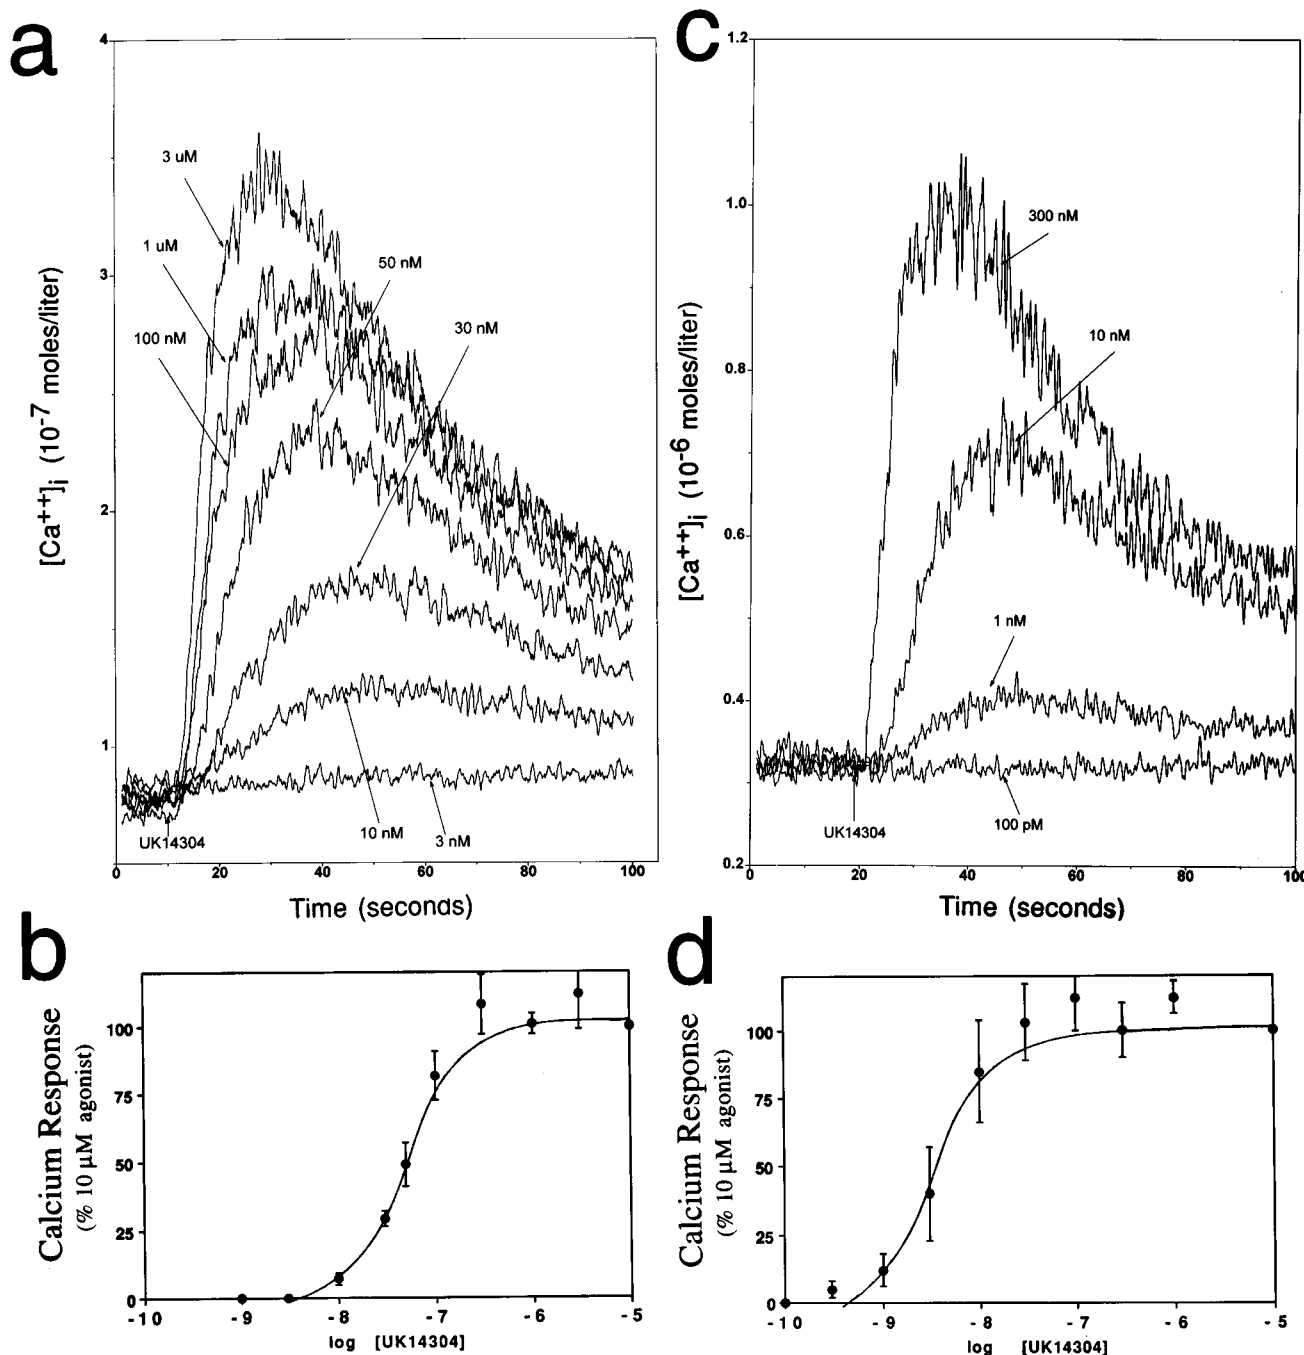 a
4
3
2
1
[Ca++]i (10-7 moles/liter)
3 uM
1 uM
100 nM
50 nM
30 nM
10 nM
3 nM
UK14304
0 20 40 60 80 100
Time (seconds)
c
1.2
1.0
0.8
0.6
0.4
0.2
[Ca++]i (10-6 moles/liter)
300 nM
10 nM
1 nM
100 pM
UK14304
0 20 40 60 80 100
Time (seconds)
b
100
75
50
25
0
Calcium Response
(% 10 µM agonist)
-10 -9 -8 -7 -6 -5
log [UK14304]
d
100
75
50
25
0
Calcium Response
(% 10 µM agonist)
-10 -9 -8 -7 -6 -5
log [UK14304]